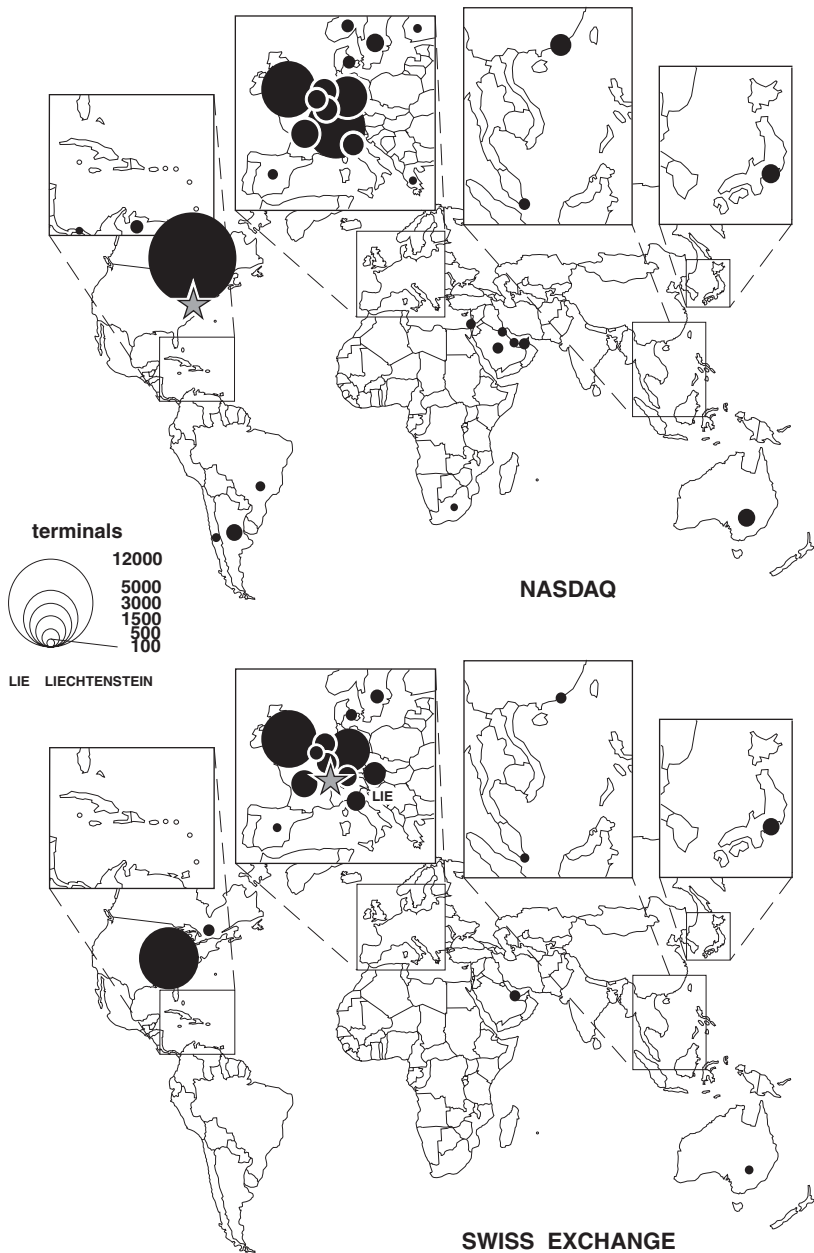 terminals
12000
5000
3000
1500
500
100
LIE LIECHTENSTEIN
NASDAQ
LIE
SWISS EXCHANGE